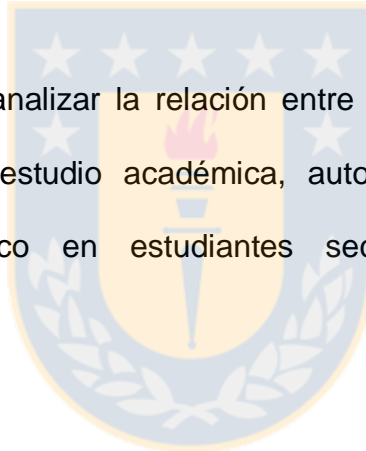 analizar la relación entre
estudio académica, auto
co en estudiantes sec